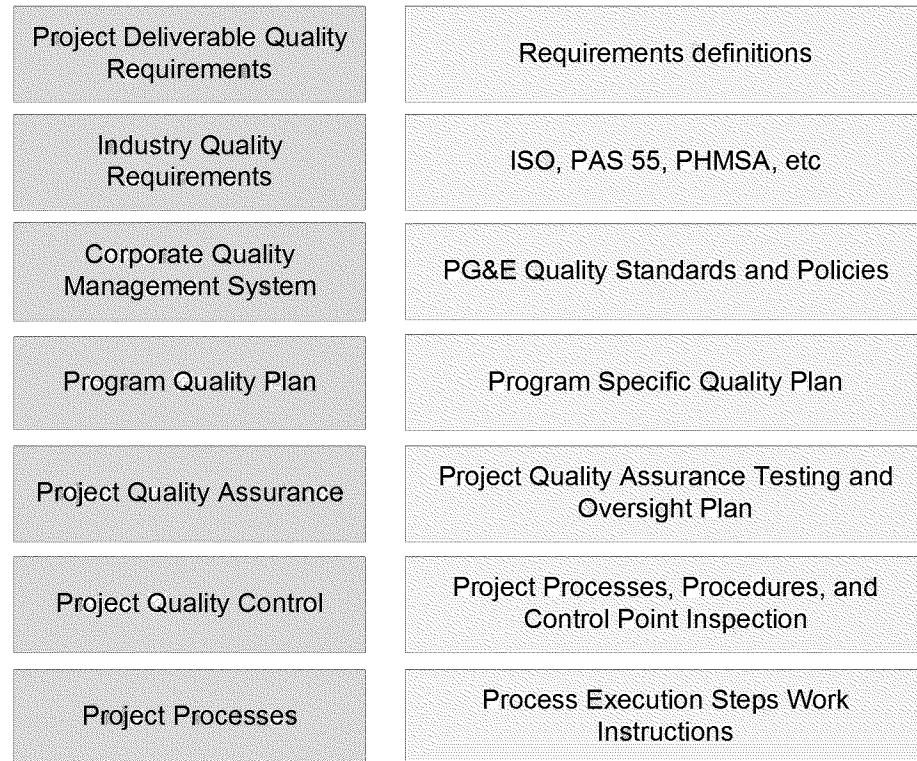 Project Deliverable Quality
Requirements
Requirements definitions
Industry Quality
Requirements
ISO, PAS 55, PHMSA, etc
Corporate Quality
Management System
PG&E Quality Standards and Policies
Program Quality Plan
Program Specific Quality Plan
Project Quality Assurance
Project Quality Assurance Testing and
Oversight Plan
Project Quality Control
Project Processes, Procedures, and
Control Point Inspection
Project Processes
Process Execution Steps Work
Instructions